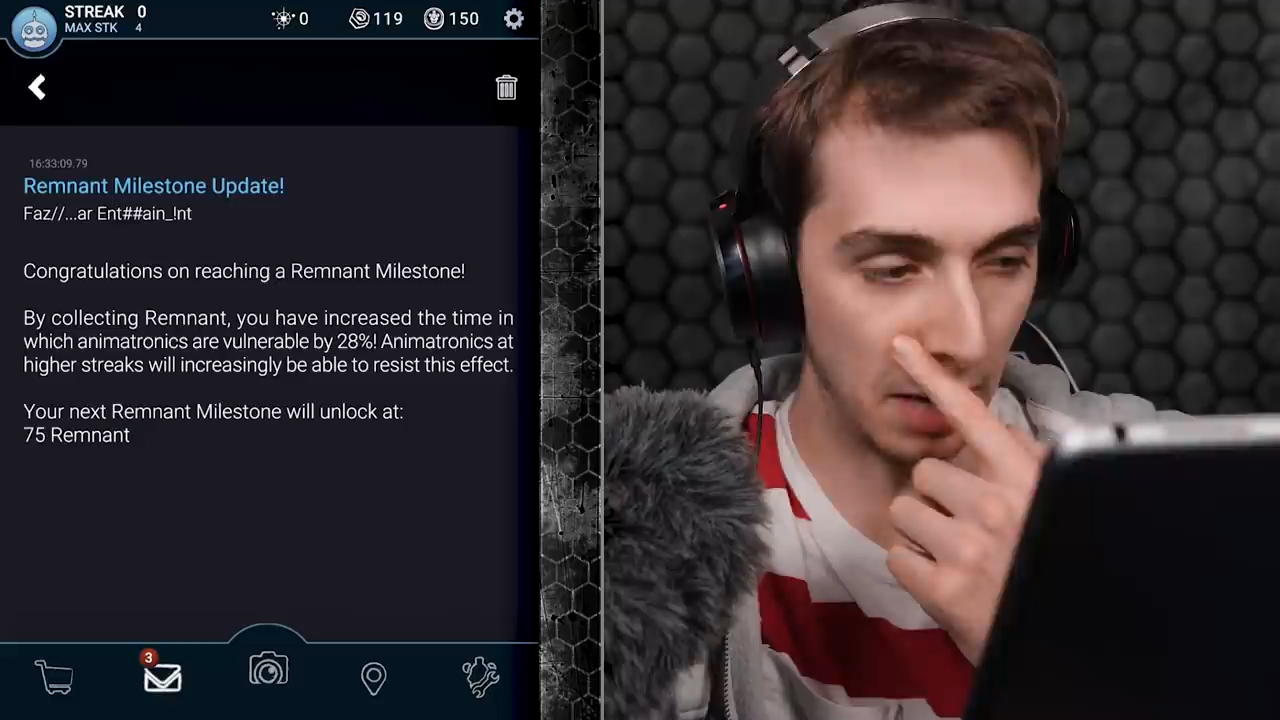 STREAK 0
MAX STK 4
0
119
150
16:33:09.79
Remnant Milestone Update!
Faz//...ar Ent##ain_!nt
Congratulations on reaching a Remnant Milestone!
By collecting Remnant, you have increased the time in
which animatronics are vulnerable by 28%! Animatronics at
higher streaks will increasingly be able to resist this effect.
Your next Remnant Milestone will unlock at:
75 Remnant
3